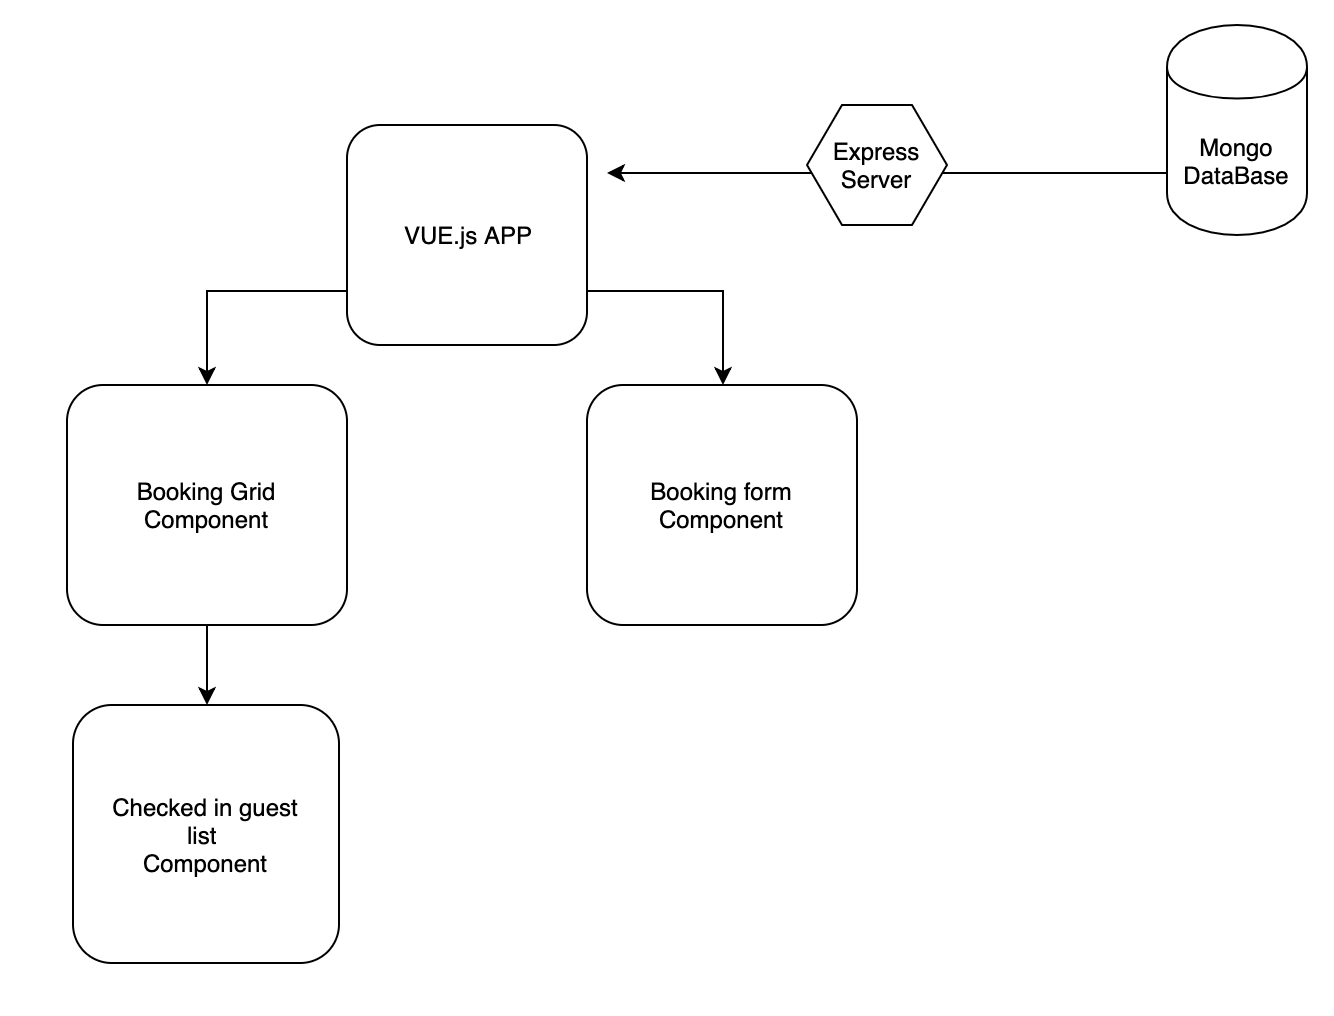 Mongo
DataBase
Express
Server
VUE.js APP
Booking Grid
Component
Booking form
Component
Checked in guest
list
Component